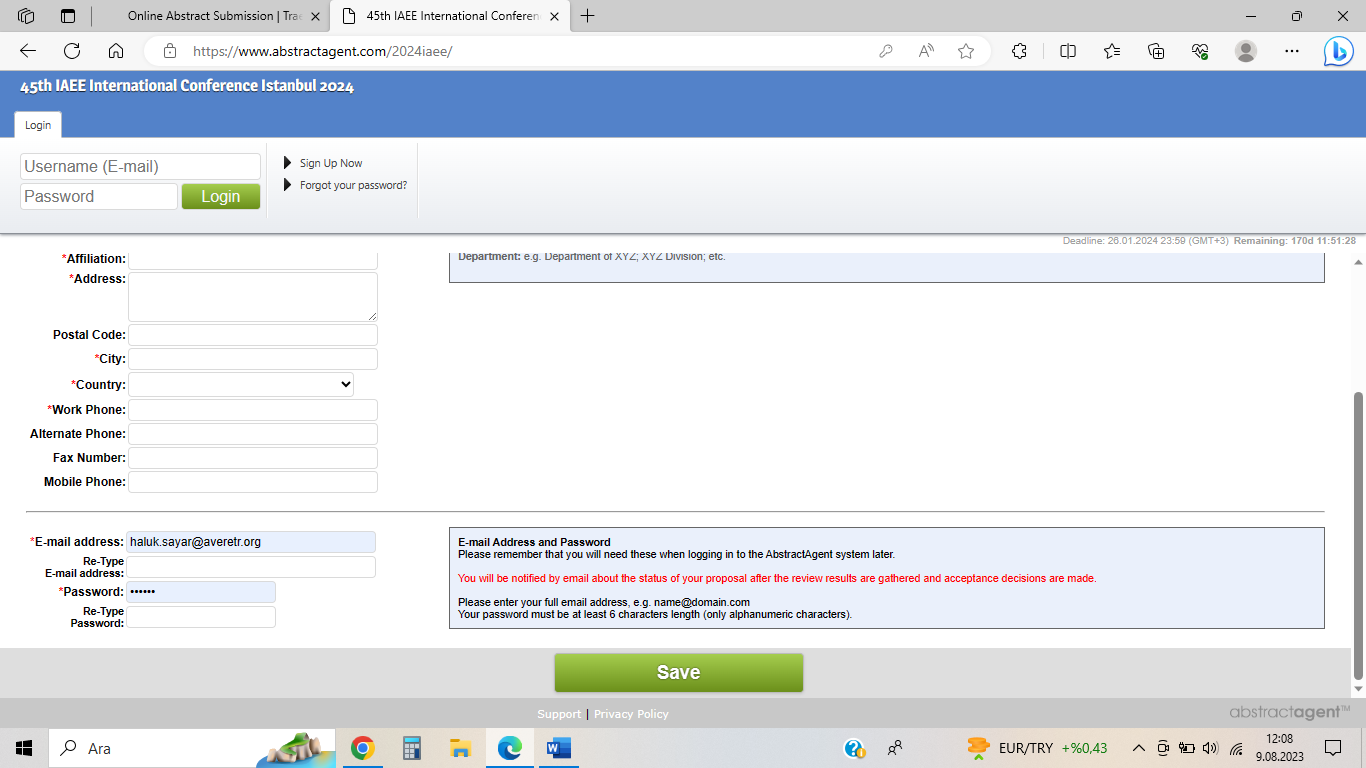 Online Abstract Submission | Tra
45th IAEE International Conferen
https://www.abstractagent.com/2024iaee/
45th IAEE International Conference Istanbul 2024
Login
Username (E-mail)
Password
Login
Sign Up Now
Forgot your password?
Deadline: 26.01.2024 23:59 (GMT+3) Remaining: 170d 11:51:28
*Affiliation:
Department: e.g. Department of XYZ; XYZ Division; etc.
*Address:
Postal Code:
*City:
*Country:
*Work Phone:
Alternate Phone:
Fax Number:
Mobile Phone:
*E-mail address: haluk.sayar@averetr.org
Re-Type
E-mail address:
*Password: ••••••
Re-Type
Password:
E-mail Address and Password
Please remember that you will need these when logging in to the AbstractAgent system later.
You will be notified by email about the status of your proposal after the review results are gathered and acceptance decisions are made.
Please enter your full email address, e.g. name@domain.com
Your password must be at least 6 characters length (only alphanumeric characters).
Save
Support | Privacy Policy
abstractagent™
Ara
EUR/TRY +%0,43
12:08
9.08.2023